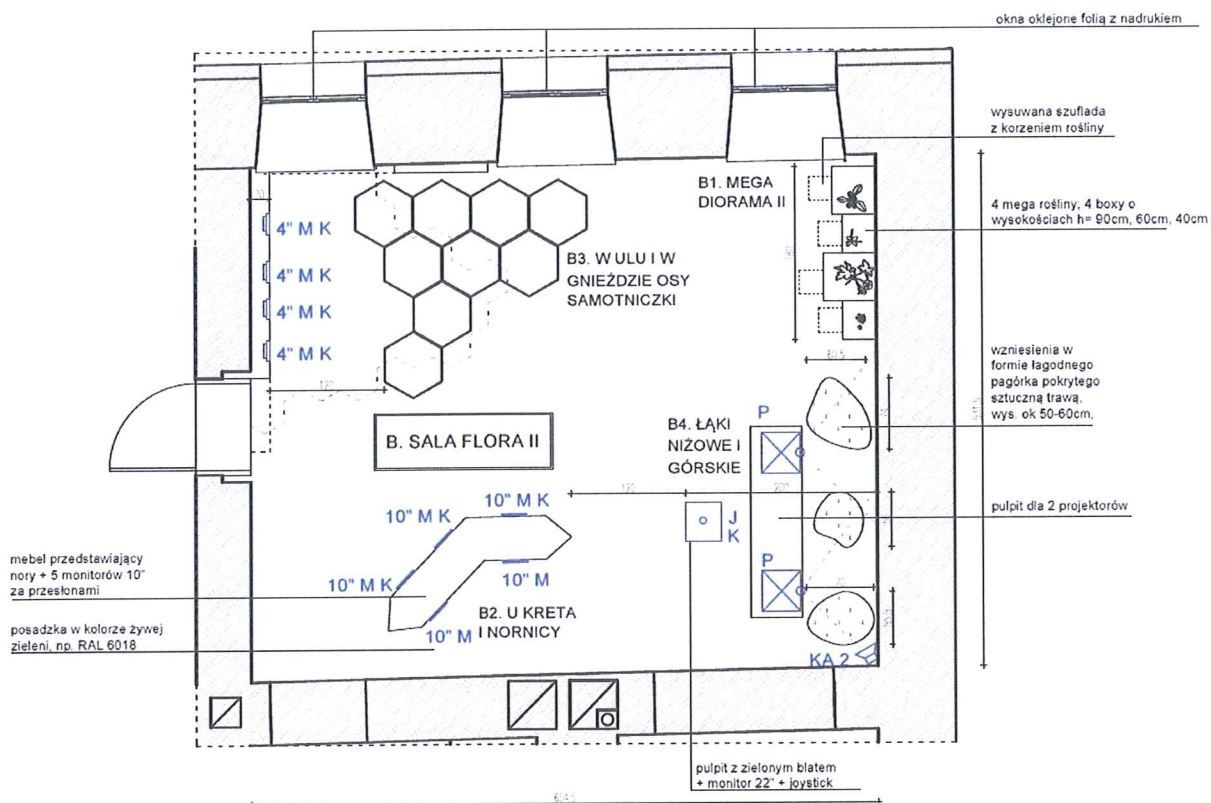 okna oklejone folią z nadrukiem
wysuwana szuflada
z korzeniem rośliny
B1. MEGA
DIORAMA II
4 mega rośliny; 4 boxy o
wysokościach h= 90cm, 60cm, 40cm
4" M K
4" M K
4" M K
4" M K
B3. W ULU I W
GNIEŹDZIE OSY
SAMOTNICZKI
wzniesienia w
formie łagodnego
pagórka pokrytego
sztuczną trawą,
wys. ok 50-60cm,
120
B. SALA FLORA II
P
B4. ŁĄKI
NIŻOWE I
GÓRSKIE
120
pulpit dla 2 projektorów
10" M K
10" M K
J
K
10" M K
10" M
P
mebel przedstawiający
nory + 5 monitorów 10"
za przesłonami
B2. U KRETA
I NORNICY
10" M
posadzka w kolorze żywej
zieleni, np. RAL 6018
KA 2
pulpit z zielonym blatem
+ monitor 22" + joystick